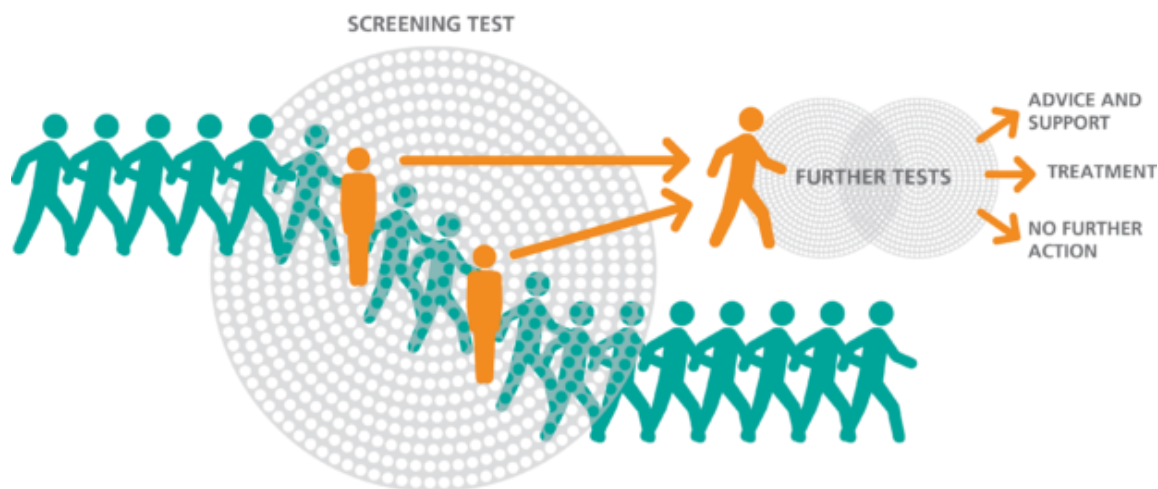 SCREENING TEST
ADVICE AND
SUPPORT
FURTHER TESTS
TREATMENT
NO FURTHER
ACTION